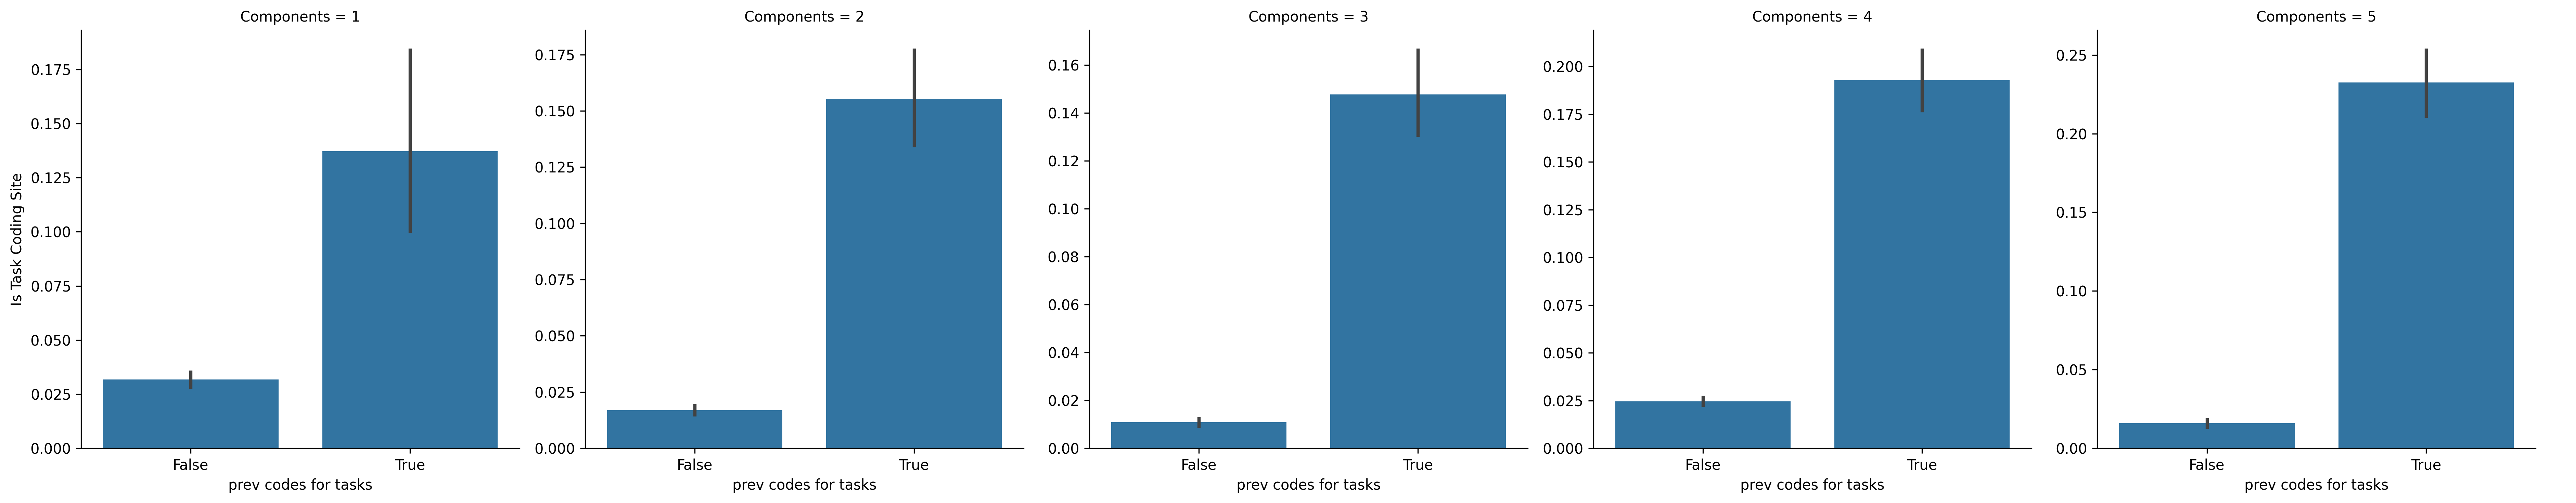 Components = 1
Components = 2
Components = 3
Components = 4
Components = 5
Is Task Coding Site
0.175
0.150
0.125
0.100
0.075
0.050
0.025
0.000
False
True
prev codes for tasks
0.175
0.150
0.125
0.100
0.075
0.050
0.025
0.000
False
True
prev codes for tasks
0.16
0.14
0.12
0.10
0.08
0.06
0.04
0.02
0.00
False
True
prev codes for tasks
0.200
0.175
0.150
0.125
0.100
0.075
0.050
0.025
0.000
False
True
prev codes for tasks
0.25
0.20
0.15
0.10
0.05
0.00
False
True
prev codes for tasks